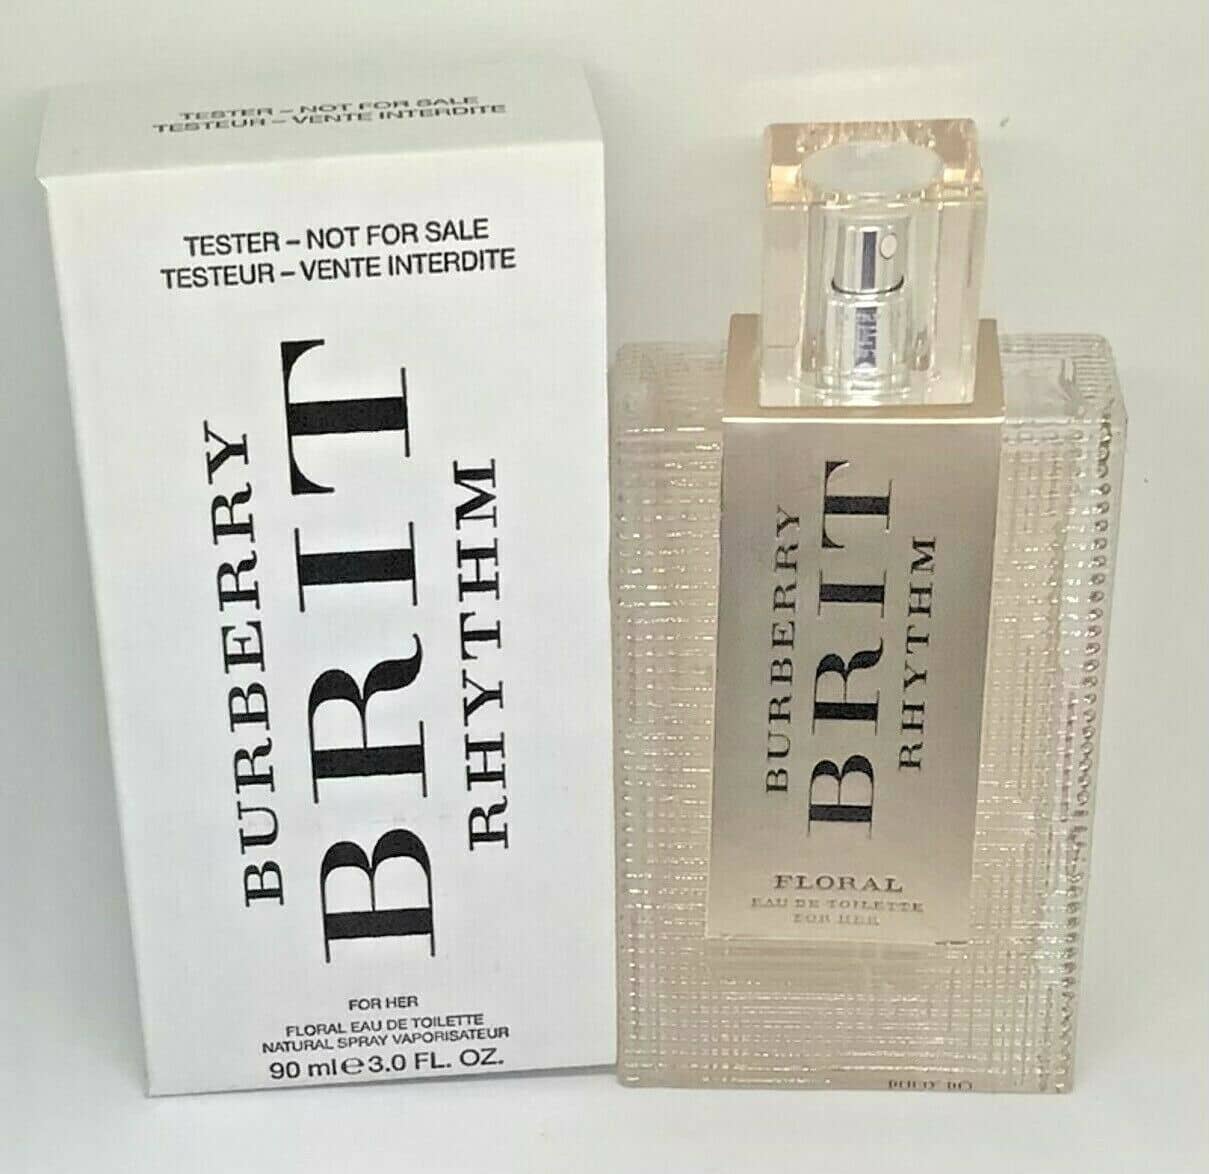 TESTER – NOT FOR SALE
TESTEUR – VENTE INTERDITE
TESTER – NOT FOR SALE
TESTEUR – VENTE INTERDITE
BURBERRY
BRIT
RHYTHM
FOR HER
FLORAL EAU DE TOILETTE
NATURAL SPRAY VAPORISATEUR
90 ml ℮ 3.0 FL. OZ.
BURBERRY
BRIT
RHYTHM
FLORAL
EAU DE TOILETTE
FOR HER